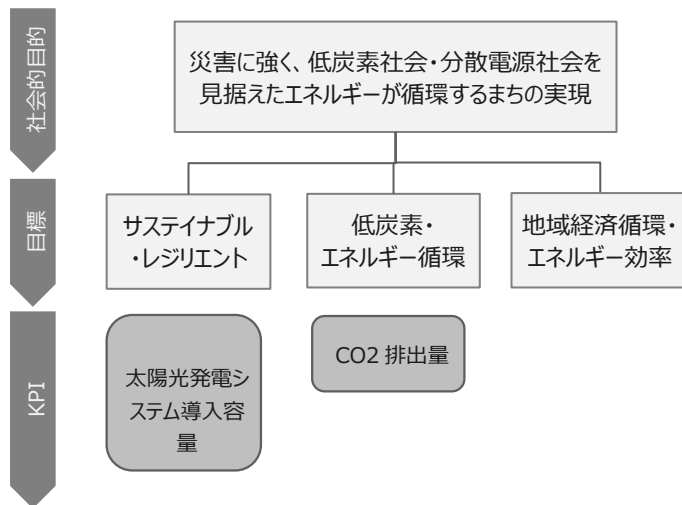 社会的目的
災害に強く、低炭素社会・分散電源社会を
見据えたエネルギーが循環するまちの実現
目標
サステイナブル
・レジリエント
低炭素・
エネルギー循環
地域経済循環・
エネルギー効率
KPI
太陽光発電シ
ステム導入容
量
CO2 排出量